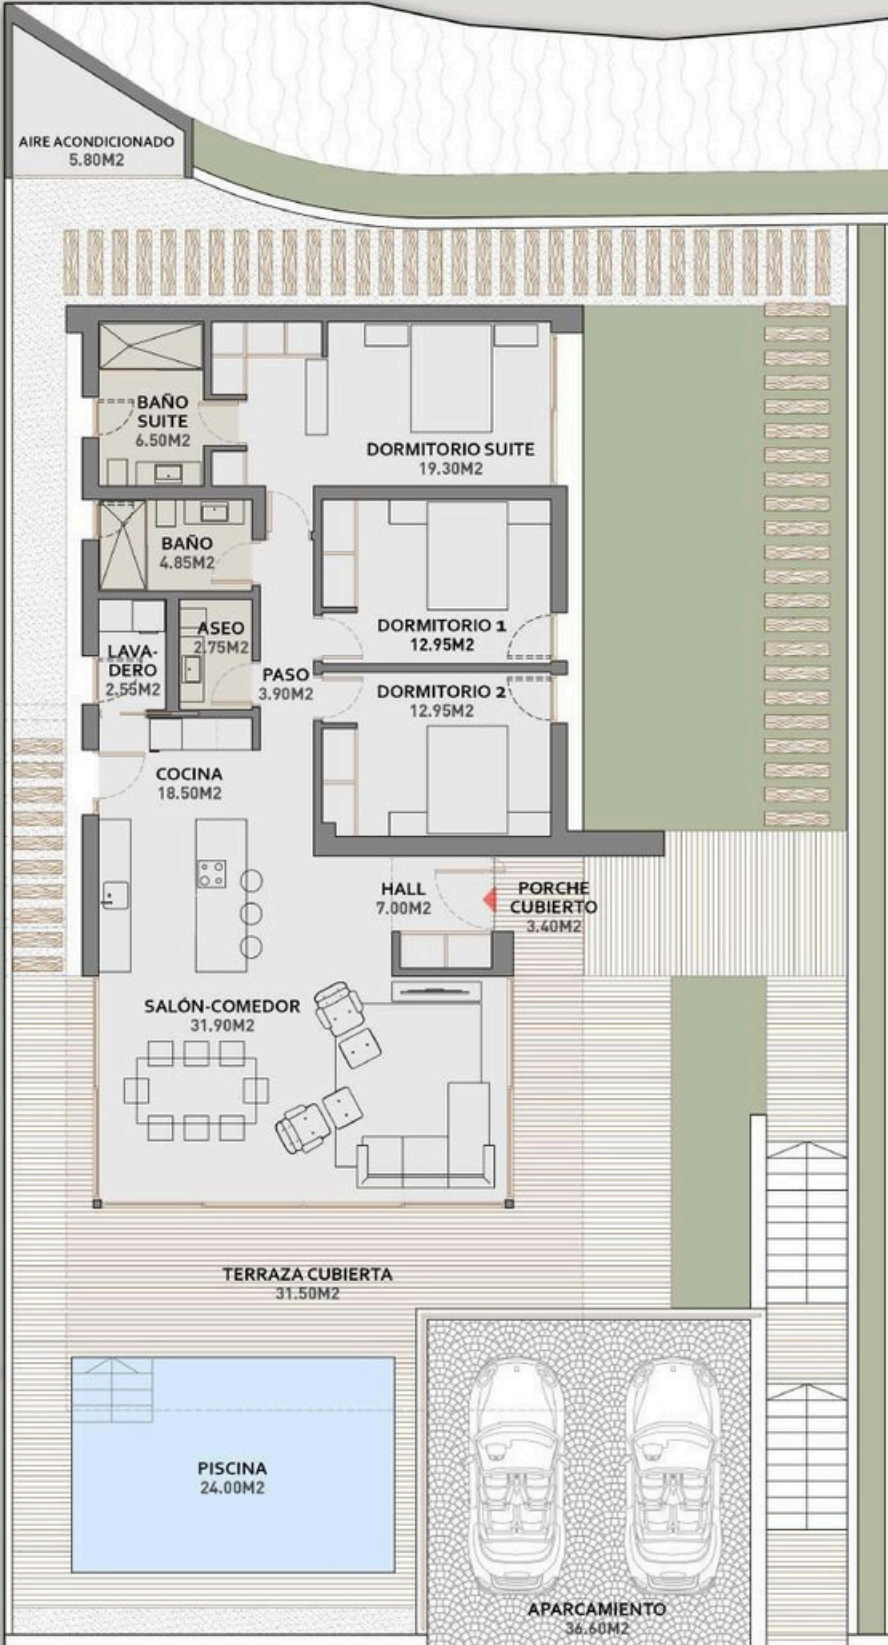 AIRE ACONDICIONADO
5.80M2
BAÑO
SUITE
6.50M2
DORMITORIO SUITE
19.30M2
BAÑO
4.85M2
DORMITORIO 1
12.95M2
ASEO
2.75M2
LAVA-
DERO
2.55M2
PASO
3.90M2
DORMITORIO 2
12.95M2
COCINA
18.50M2
HALL
7.00M2
PORCHE
CUBIERTO
3.40M2
SALÓN-COMEDOR
31.90M2
TERRAZA CUBIERTA
31.50M2
PISCINA
24.00M2
APARCAMIENTO
36.60M2